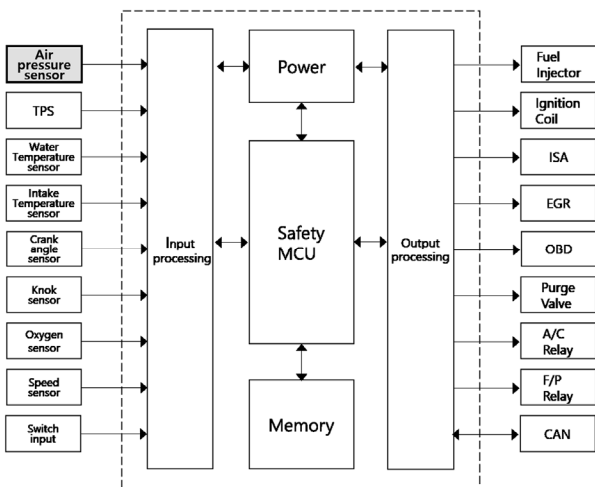 Air
pressure
sensor
TPS
Water
Temperature
sensor
Intake
Temperature
sensor
Crank
angle
sensor
Knok
sensor
Oxygen
sensor
Speed
sensor
Switch
input
Input
processing
Power
Safety
MCU
Memory
Output
processing
Fuel
Injector
Ignition
Coil
ISA
EGR
OBD
Purge
Valve
A/C
Relay
F/P
Relay
CAN